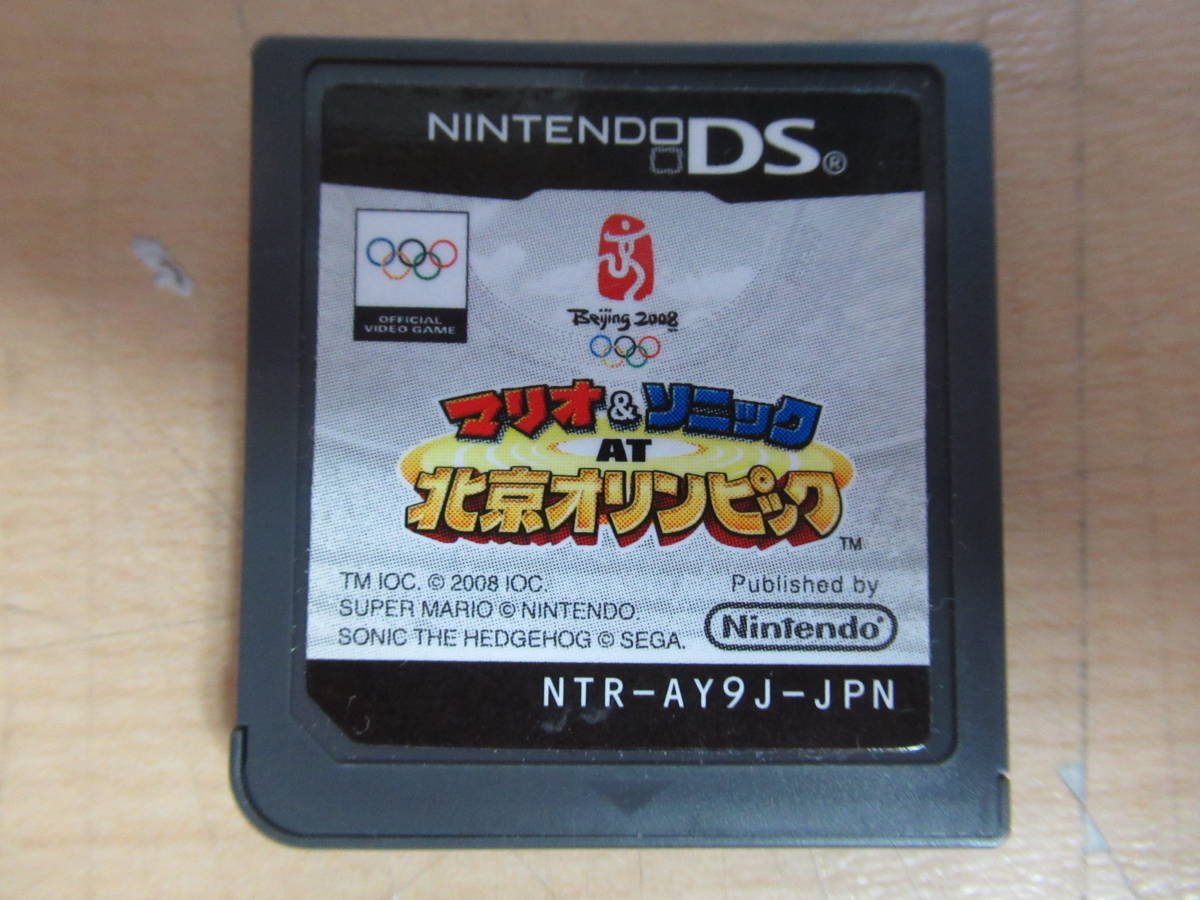 NINTENDO DS®
OFFICIAL
VIDEO GAME
Beijing 2008
マリオ&ソニック
AT
北京オリンピック
TM
TM IOC. © 2008 IOC.
SUPER MARIO © NINTENDO.
SONIC THE HEDGEHOG © SEGA.
Published by
Nintendo®
NTR-AY9J-JPN